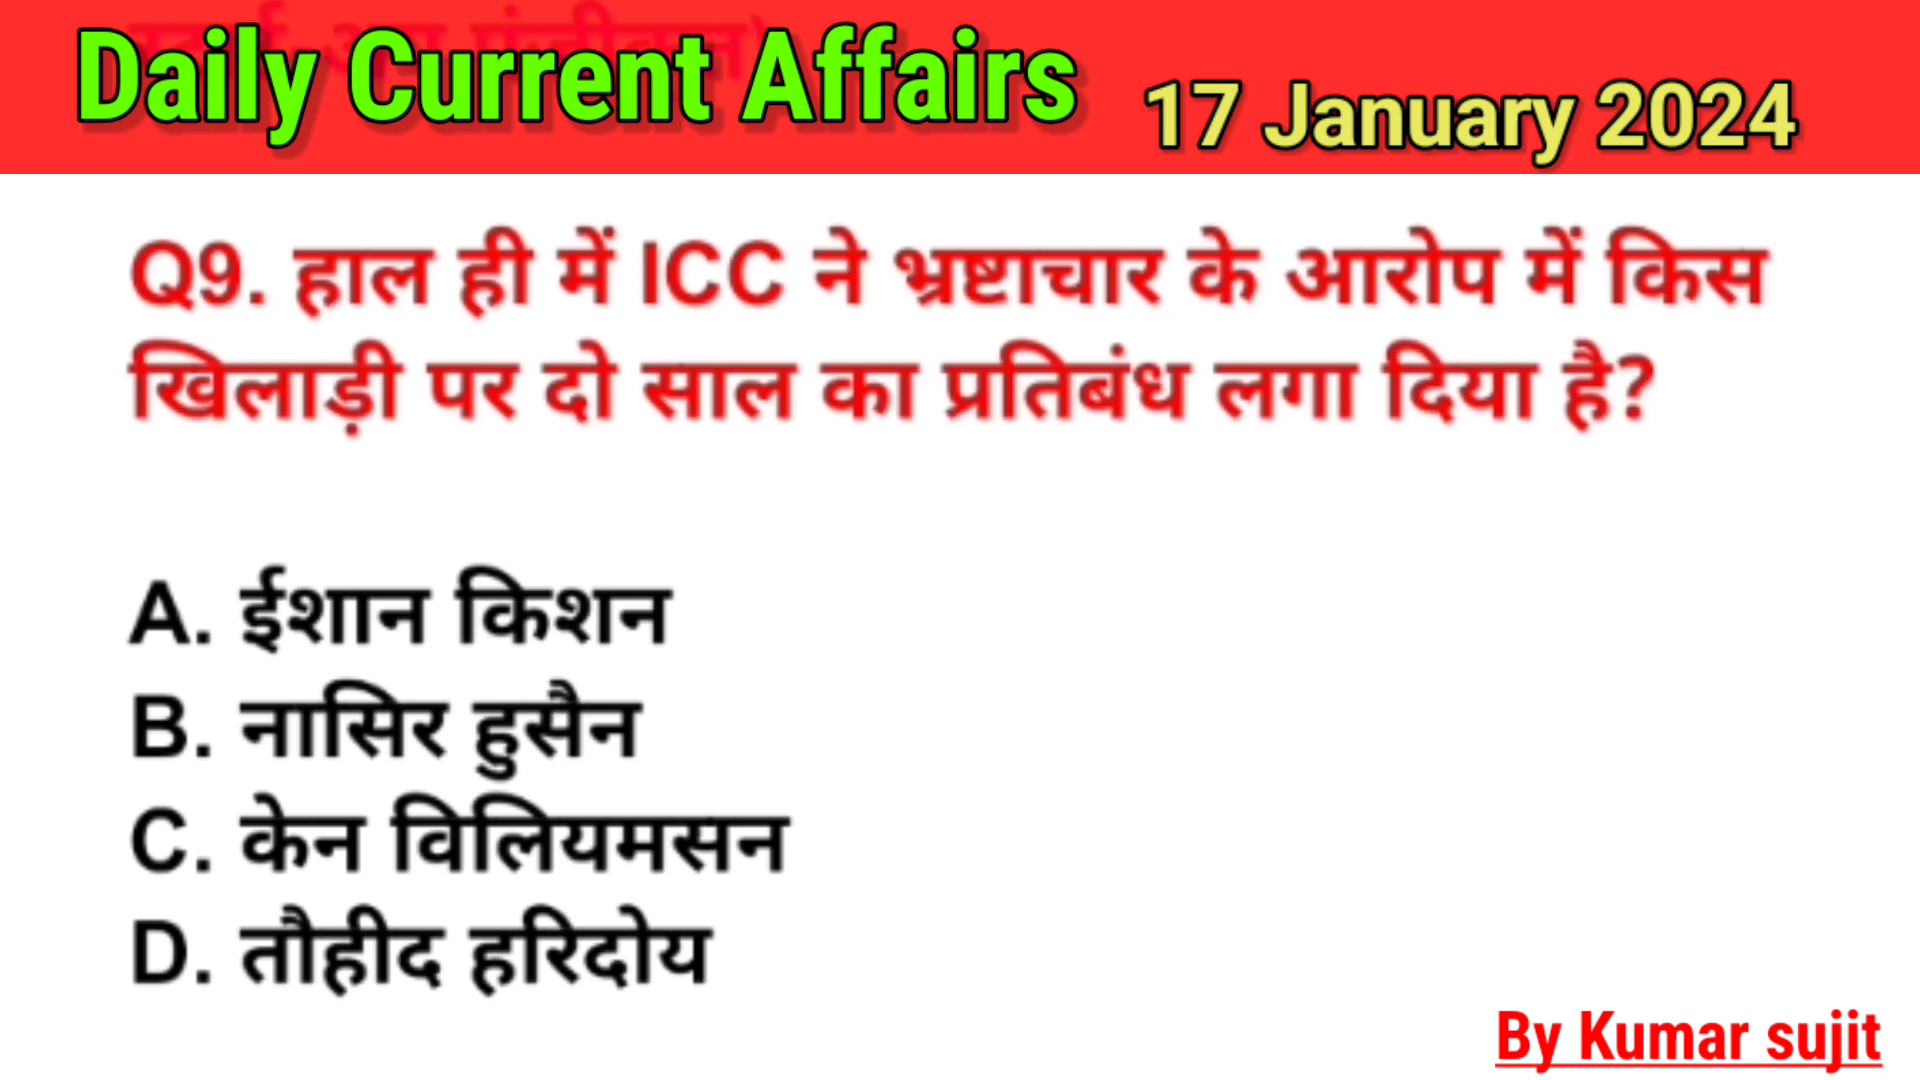 Daily Current Affairs 17 January 2024
Q9. हाल ही में ICC ने भ्रष्टाचार के आरोप में किस
खिलाड़ी पर दो साल का प्रतिबंध लगा दिया है?
A. ईशान किशन
B. नासिर हुसैन
C. केन विलियमसन
D. तौहीद हरिदोय
By Kumar sujit